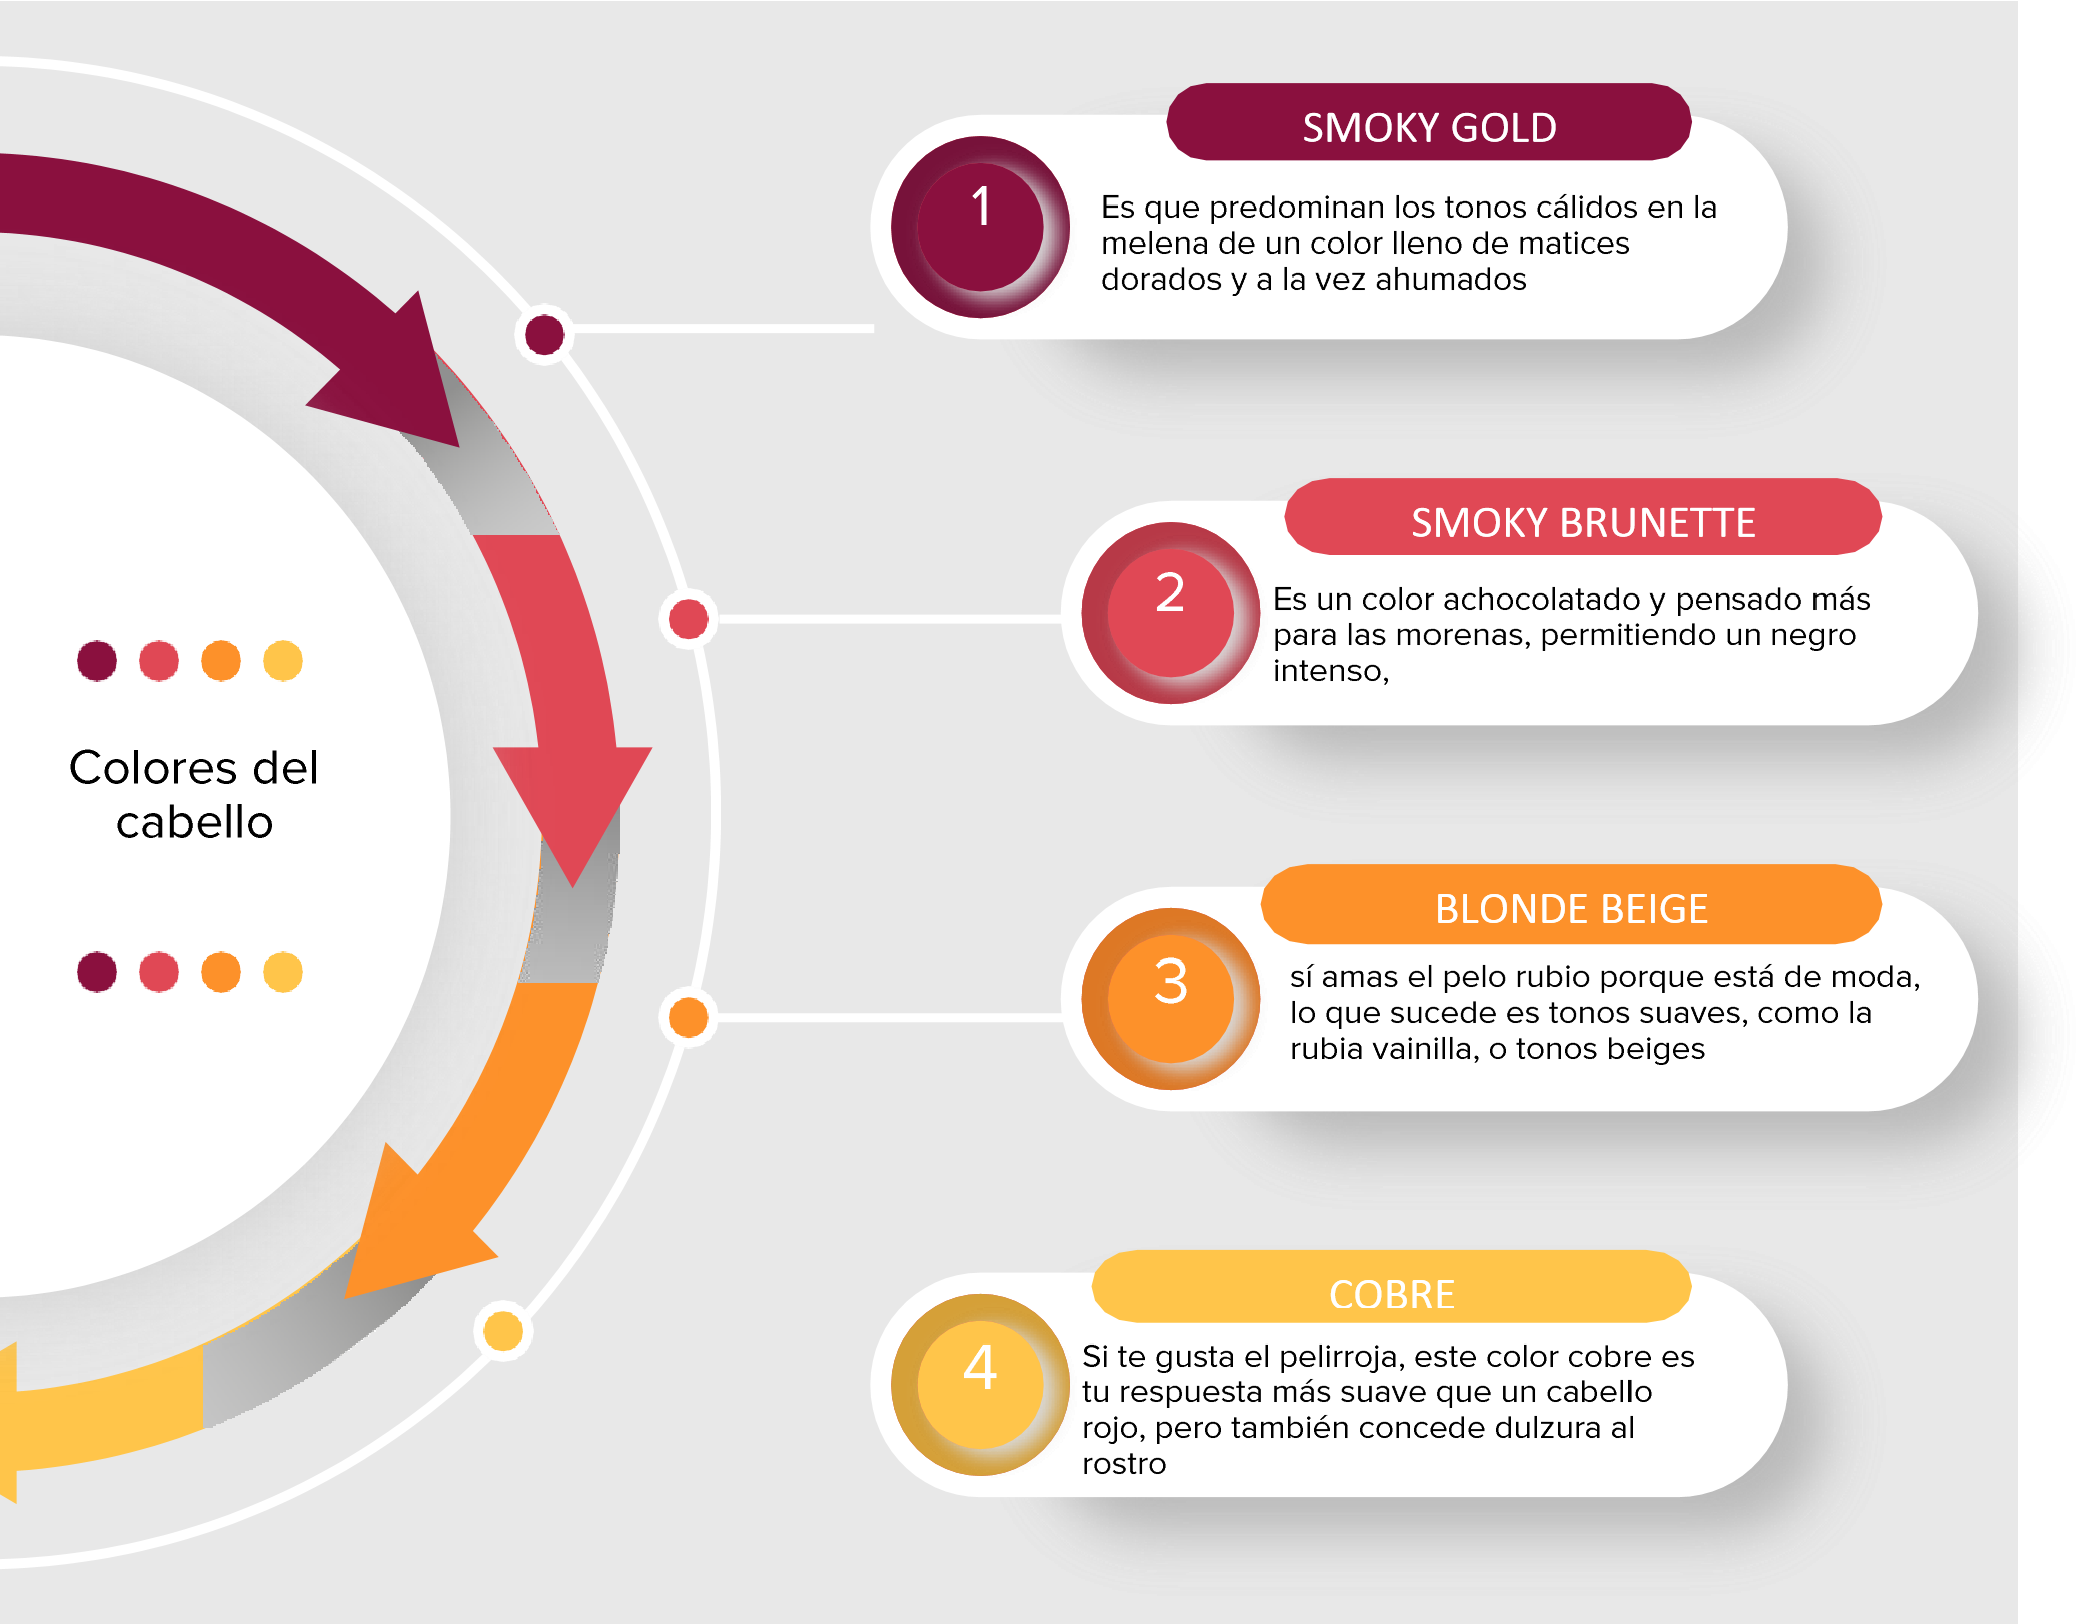 Colores del
cabello
SMOKY GOLD
1
Es que predominan los tonos cálidos en la
melena de un color lleno de matices
dorados y a la vez ahumados
SMOKY BRUNETTE
2
Es un color achocolatado y pensado más
para las morenas, permitiendo un negro
intenso,
BLONDE BEIGE
3
sí amas el pelo rubio porque está de moda,
lo que sucede es tonos suaves, como la
rubia vainilla, o tonos beiges
COBRE
4
Si te gusta el pelirroja, este color cobre es
tu respuesta más suave que un cabello
rojo, pero también concede dulzura al
rostro